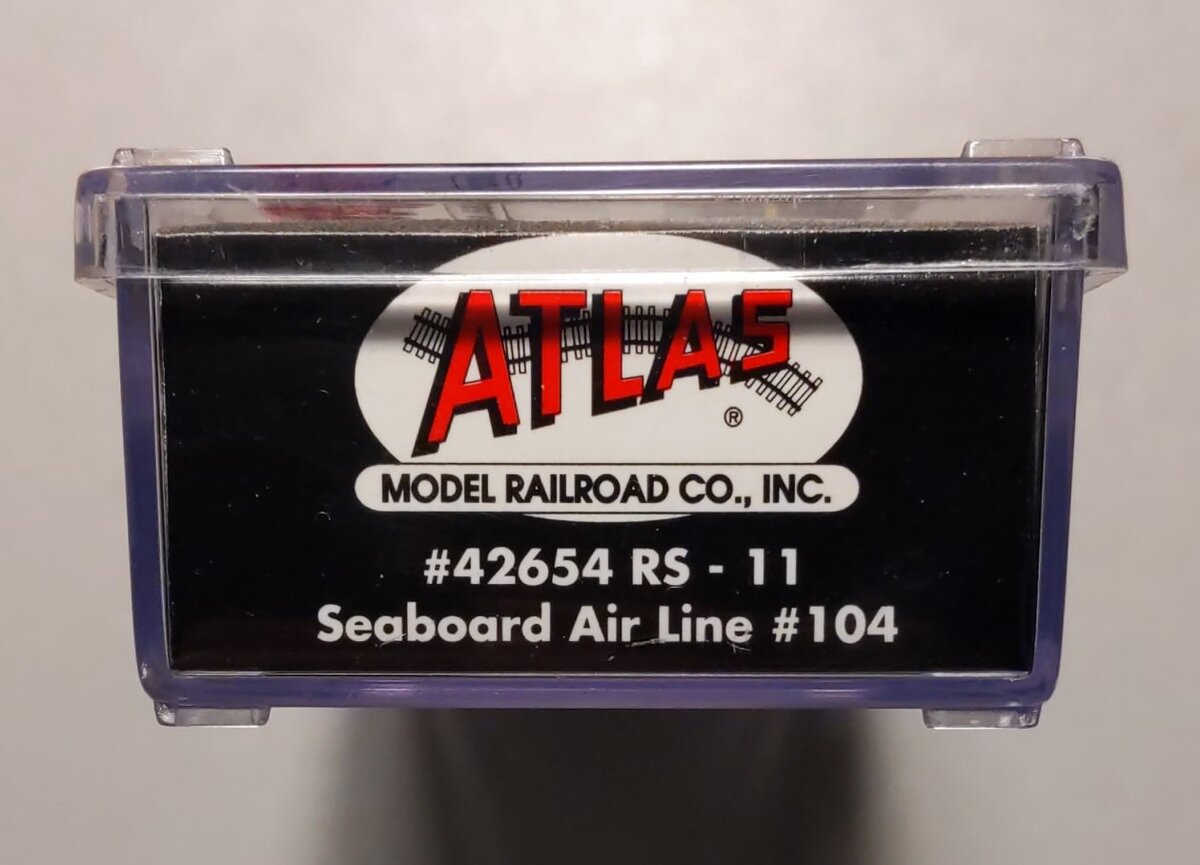 ATLAS
®
MODEL RAILROAD CO., INC.
#42654 RS - 11
Seaboard Air Line #104